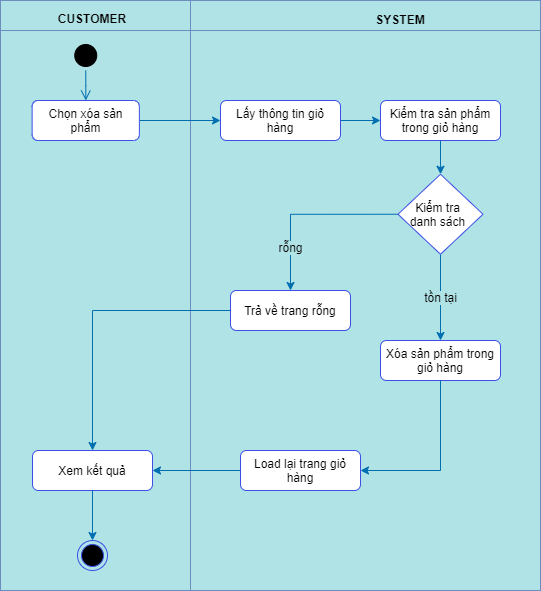 CUSTOMER
SYSTEM
Chọn xóa sản
phẩm
Lấy thông tin giỏ
hàng
Kiểm tra sản phẩm
trong giỏ hàng
Kiểm tra
danh sách
rỗng
tồn tại
Trả về trang rỗng
Xóa sản phẩm trong
giỏ hàng
Xem kết quả
Load lại trang giỏ
hàng